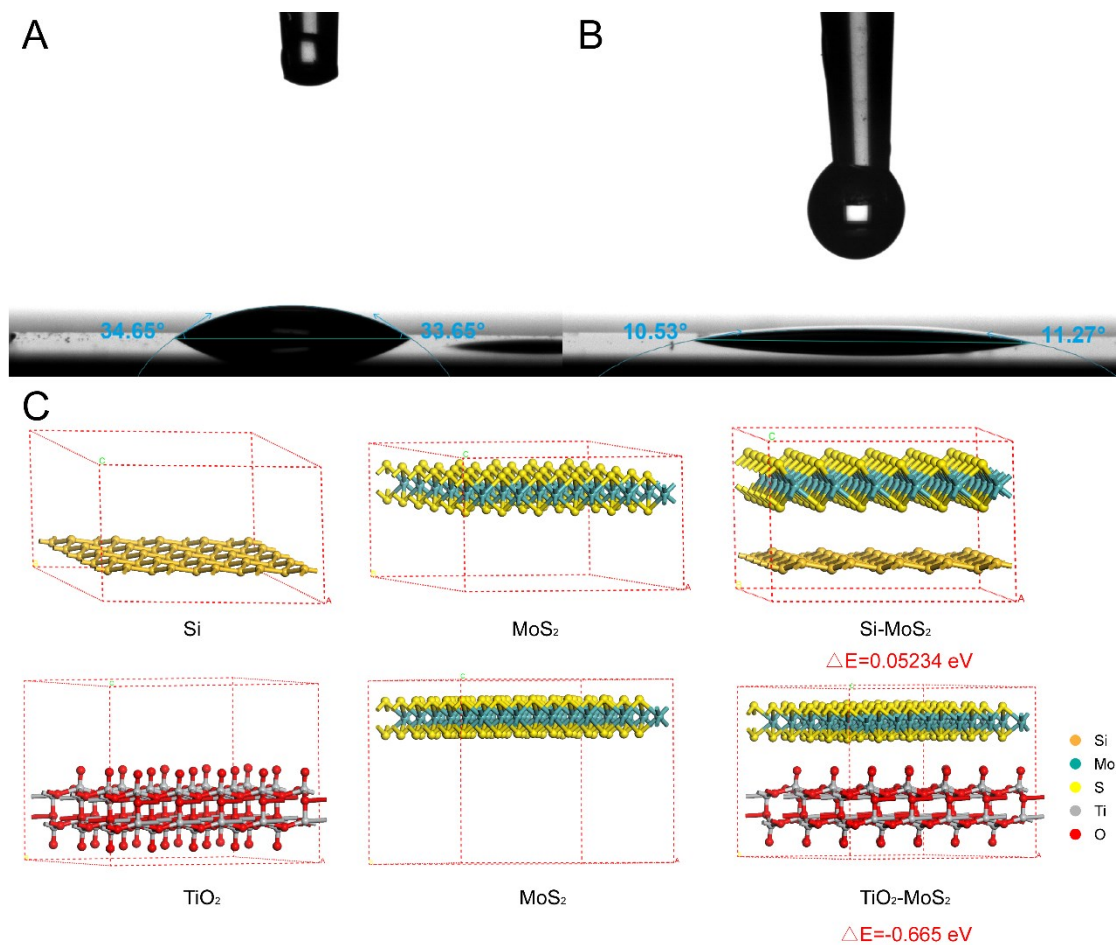 A
B
34.65°
33.65°
10.53°
11.27°
C
C
C
C
A
A
A
Si
MoS₂
Si-MoS₂
△E=0.05234 eV
C
C
C
A
A
A
Si
Mo
S
Ti
O
TiO₂
MoS₂
TiO₂-MoS₂
△E=-0.665 eV